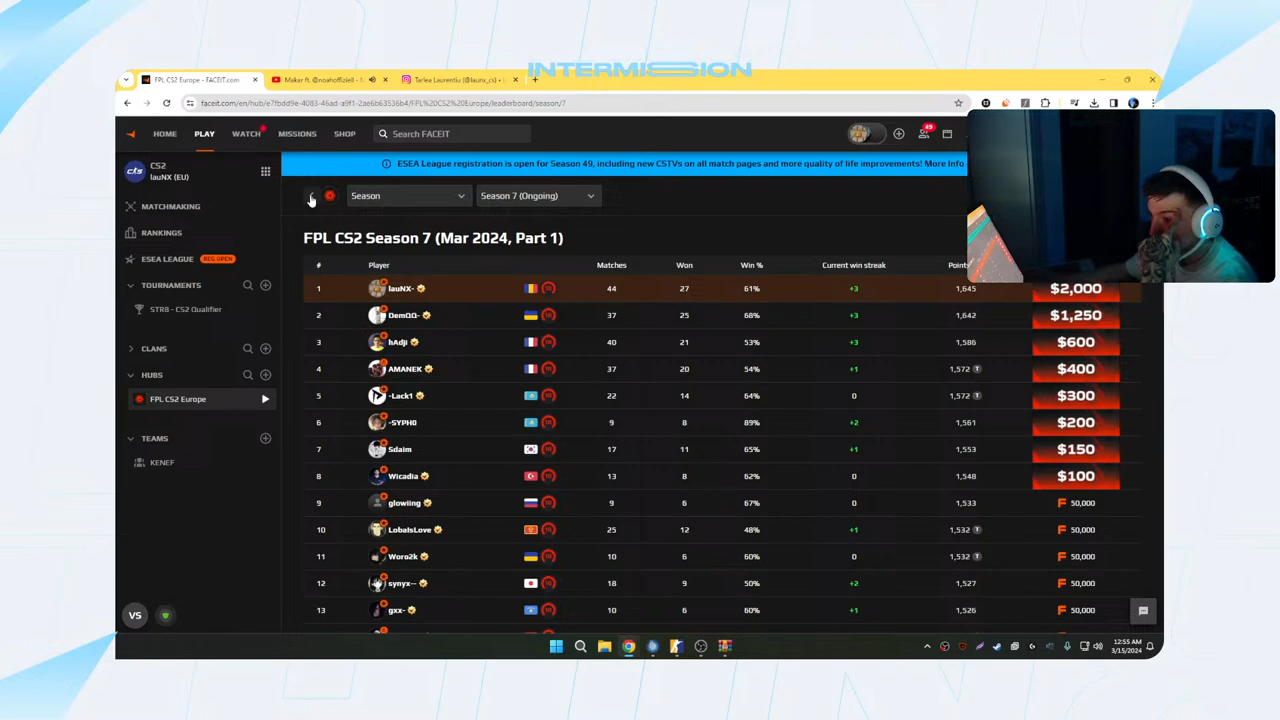 INTERMISSION
FPL CS2 Europe - FACEIT.com
Makar ft. @noahoffiziell - M
Tarlea Laurentiu (@launx_cs) •
faceit.com/en/hub/e7fbdd9e-4083-46ad-a9f1-2ae6b63536b4/FPL%20CS2%20Europe/leaderboard/season/7
HOME PLAY WATCH MISSIONS SHOP Search FACEIT 49
CS2
lauNX (EU)
ESEA League registration is open for Season 49, including new CSTVs on all match pages and more quality of life improvements! More Info
MATCHMAKING
RANKINGS
ESEA LEAGUE REG OPEN
TOURNAMENTS
STR8 - CS2 Qualifier
CLANS
HUBS
FPL CS2 Europe
TEAMS
KENEF
VS
Season Season 7 (Ongoing)
FPL CS2 Season 7 (Mar 2024, Part 1)
# Player Matches Won Win % Current win streak Points
1 lauNX- 44 27 61% +3 1,645 $2,000
2 DemQQ- 37 25 68% +3 1,642 $1,250
3 hAdji 40 21 53% +3 1,586 $600
4 AMANEK 37 20 54% +1 1,572 T $400
5 -Lack1 22 14 64% 0 1,572 T $300
6 -SYPH0 9 8 89% +2 1,561 $200
7 Sdaim 17 11 65% +1 1,553 $150
8 Wicadia 13 8 62% 0 1,548 $100
9 glowiing 9 6 67% 0 1,533 F 50,000
10 LobaIsLove 25 12 48% +1 1,532 T F 50,000
11 Woro2k 10 6 60% 0 1,532 T F 50,000
12 synyx-- 18 9 50% +2 1,527 F 50,000
13 gxx- 10 6 60% +1 1,526 F 50,000
12:55 AM
3/15/2024